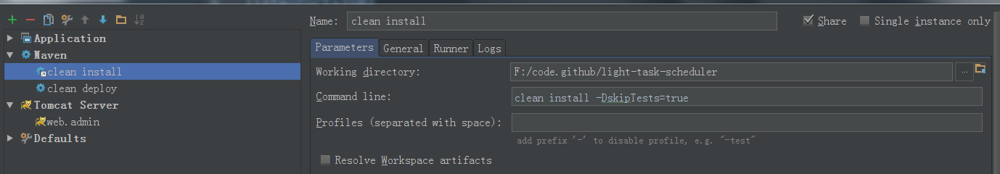 Application
Maven
clean install
clean deploy
Tomcat Server
web.admin
Defaults
Name: clean install
Share
Single instance only
Parameters General Runner Logs
Working directory: F:/code.github/light-task-scheduler ...
Command line: clean install -DskipTests=true
Profiles (separated with space):
add prefix '-' to disable profile, e.g. "-test"
Resolve Workspace artifacts